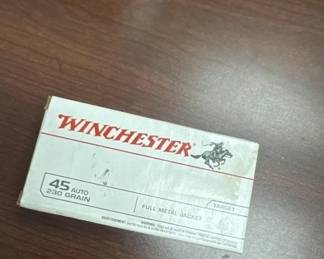 WINCHESTER
45 AUTO
230 GRAIN
FULL METAL JACKET
TARGET